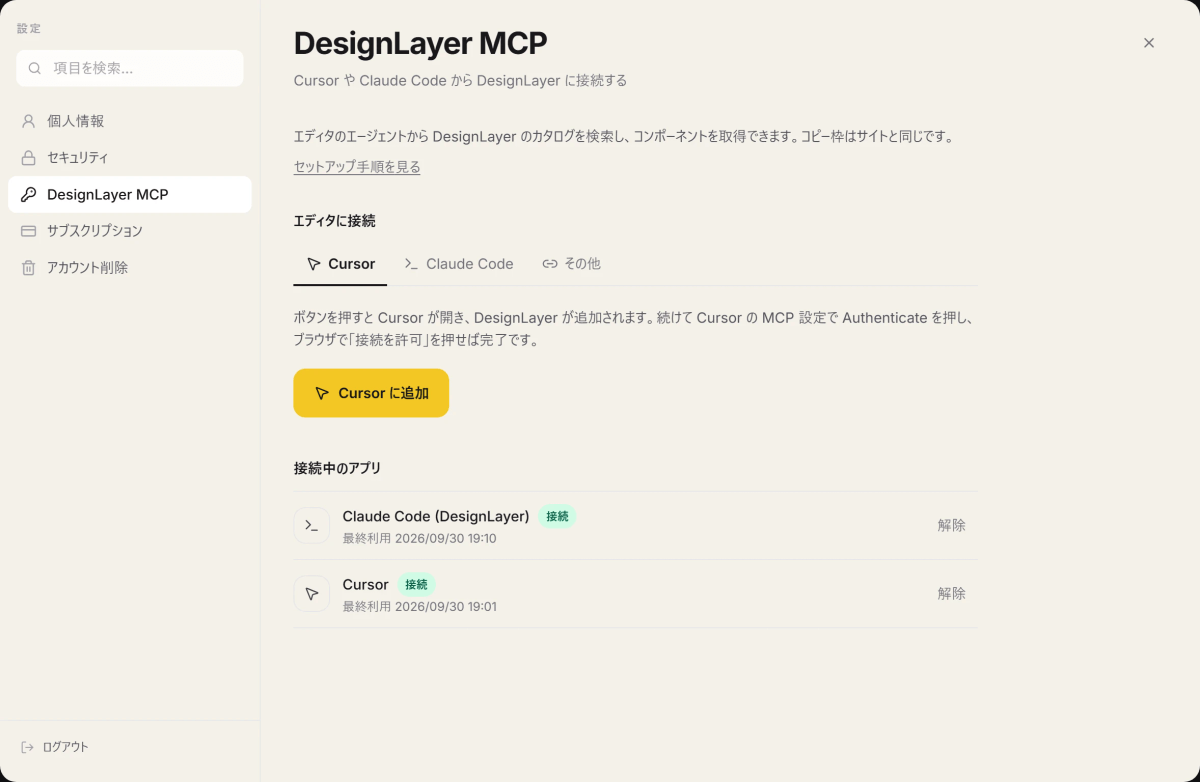 設定
項目を検索...
個人情報
セキュリティ
DesignLayer MCP
サブスクリプション
アカウント削除
ログアウト
DesignLayer MCP
Cursor や Claude Code から DesignLayer に接続する
エディタのエージェントから DesignLayer のカタログを検索し、コンポーネントを取得できます。コピー枠はサイトと同じです。
セットアップ手順を見る
エディタに接続
Cursor
Claude Code
その他
ボタンを押すと Cursor が開き、DesignLayer が追加されます。続けて Cursor の MCP 設定で Authenticate を押し、
ブラウザで「接続を許可」を押せば完了です。
Cursor に追加
接続中のアプリ
Claude Code (DesignLayer) 接続
最終利用 2026/09/30 19:10
解除
Cursor 接続
最終利用 2026/09/30 19:01
解除